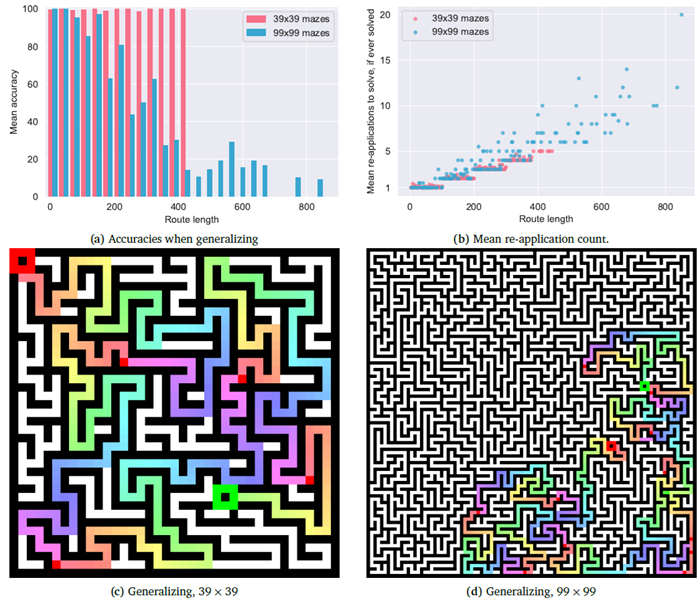 100
80
60
40
20
0
Mean accuracy
39x39 mazes
99x99 mazes
0 200 400 600 800
Route length
(a) Accuracies when generalizing
20
15
10
5
1
Mean re-applications to solve, if ever solved
39x39 mazes
99x99 mazes
0 200 400 600 800
Route length
(b) Mean re-application count.
(c) Generalizing, 39 × 39
(d) Generalizing, 99 × 99